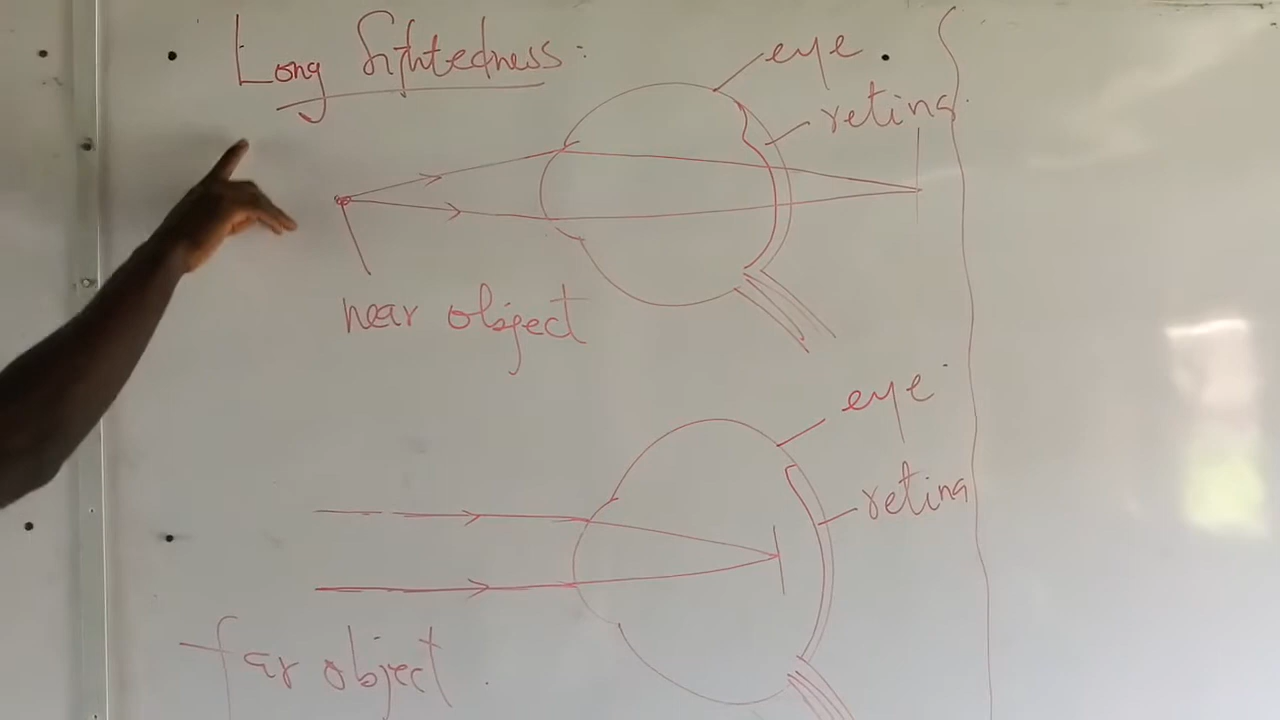 Long Sightedness:
eye.
retina
near object
eye
retina
far object